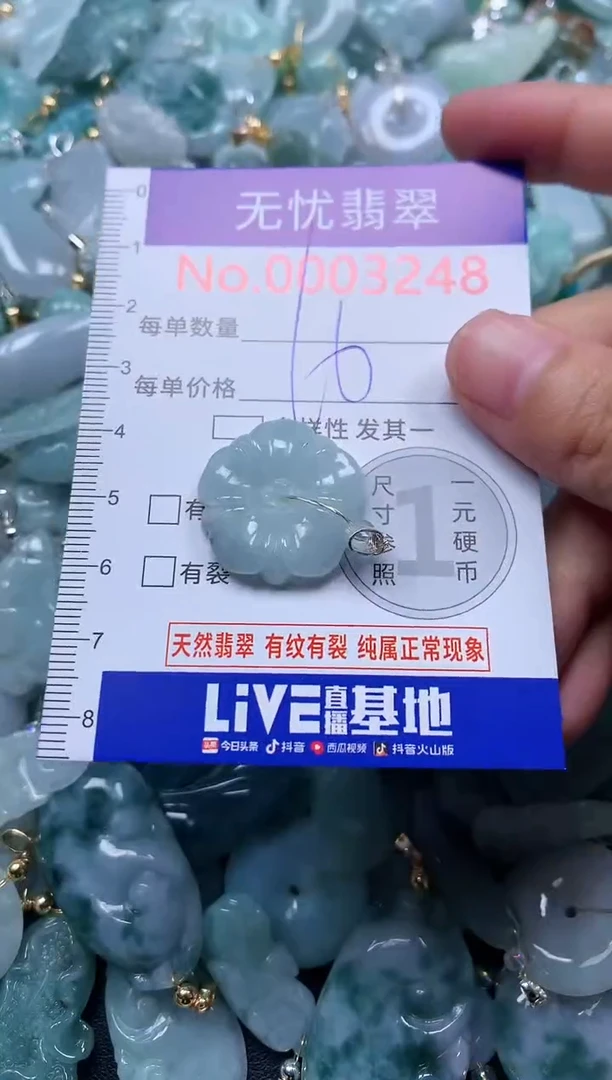 0
无忧翡翠
No.0003248
1
2
每单数量
16
3
每单价格
4
样性 发其一
5
有
尺寸
照
一元硬币
1
6
有裂
7
天然翡翠 有纹有裂 纯属正常现象
8
LiVE直播基地
今日头条 抖音 西瓜视频 抖音火山版